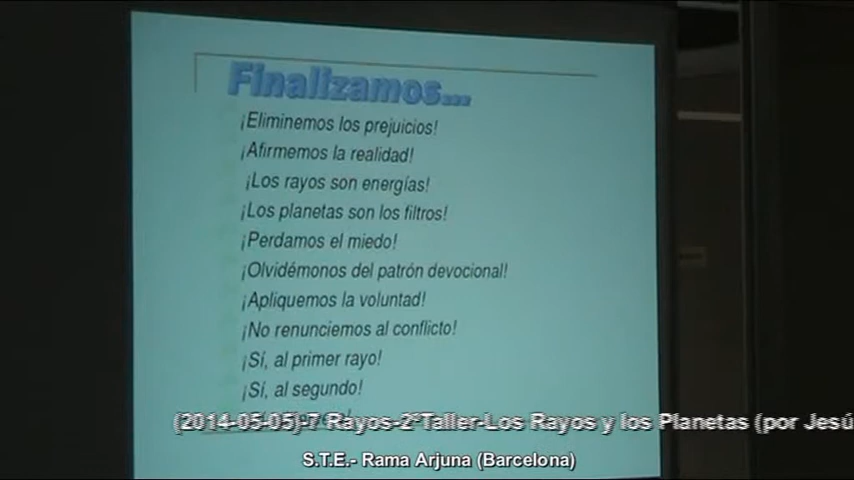 Finalizamos...
¡Eliminemos los prejuicios!
¡Afirmemos la realidad!
¡Los rayos son energías!
¡Los planetas son los filtros!
¡Perdamos el miedo!
¡Olvidémonos del patrón devocional!
¡Apliquemos la voluntad!
¡No renunciemos al conflicto!
¡Sí, al primer rayo!
¡Sí, al segundo!
(2014-05-05)-7 Rayos-2ºTaller-Los Rayos y los Planetas (por Jesú
S.T.E.- Rama Arjuna (Barcelona)